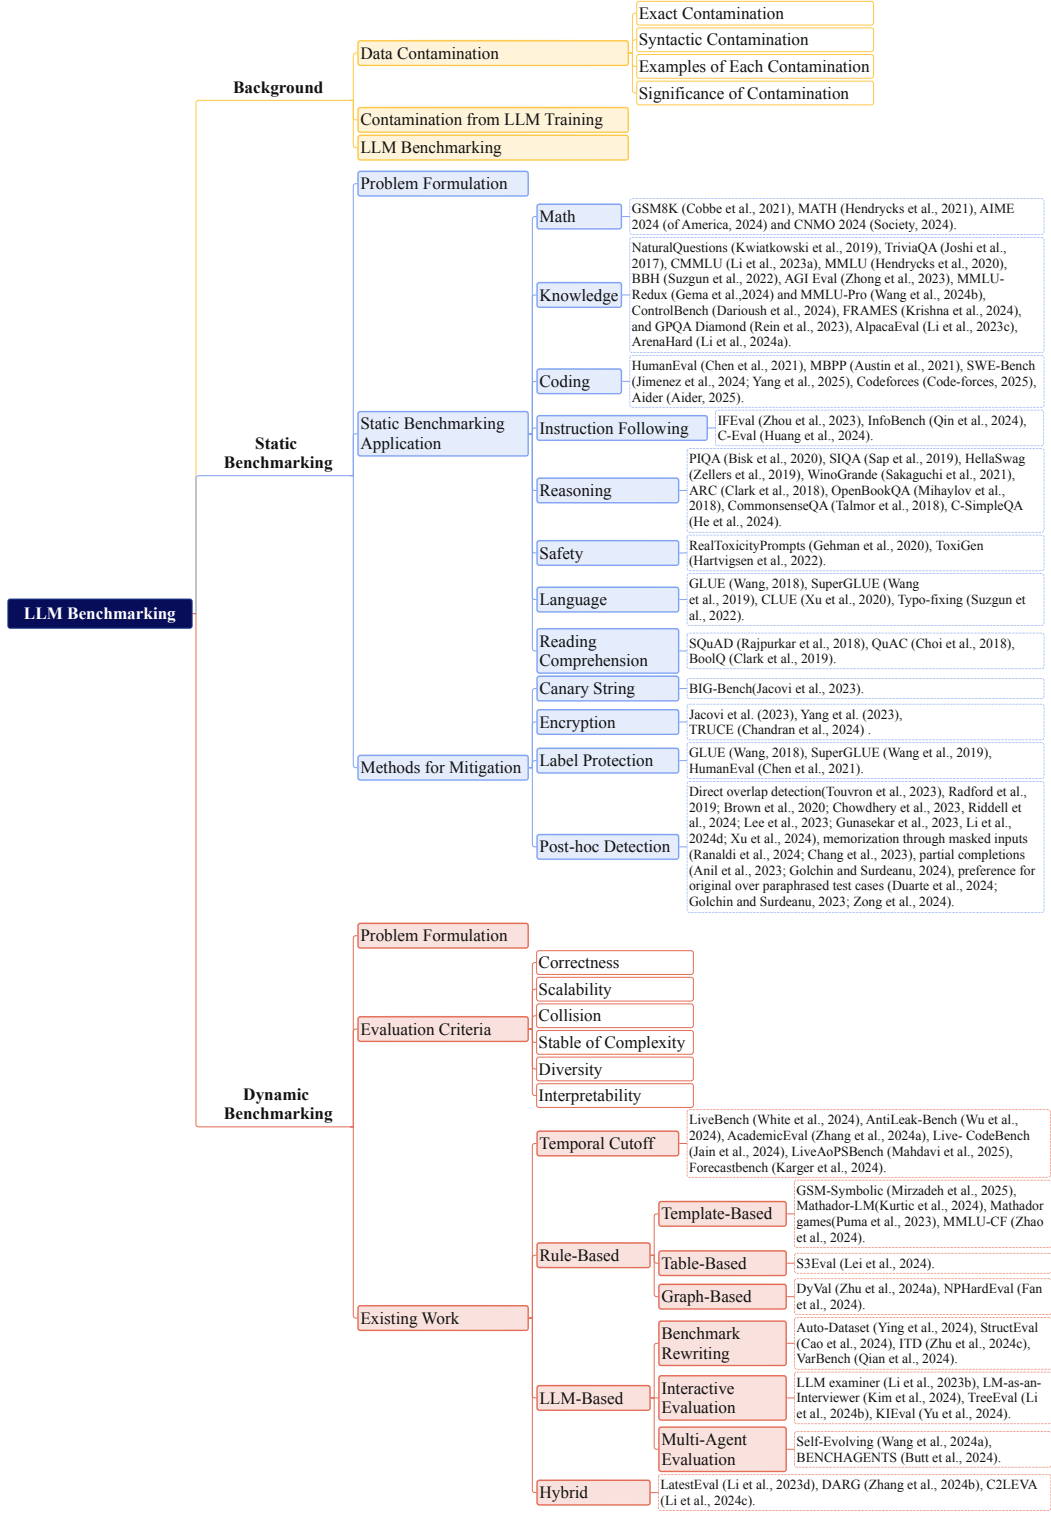 LLM Benchmarking
Background
Data Contamination
Exact Contamination
Syntactic Contamination
Examples of Each Contamination
Significance of Contamination
Contamination from LLM Training
LLM Benchmarking
Static
Benchmarking
Problem Formulation
Static Benchmarking
Application
Math
GSM8K (Cobbe et al., 2021), MATH (Hendrycks et al., 2021), AIME
2024 (of America, 2024) and CNMO 2024 (Society, 2024).
Knowledge
NaturalQuestions (Kwiatkowski et al., 2019), TriviaQA (Joshi et al.,
2017), CMMLU (Li et al., 2023a), MMLU (Hendrycks et al., 2020),
BBH (Suzgun et al., 2022), AGI Eval (Zhong et al., 2023), MMLU-
Redux (Gema et al.,2024) and MMLU-Pro (Wang et al., 2024b),
ControlBench (Darioush et al., 2024), FRAMES (Krishna et al., 2024),
and GPQA Diamond (Rein et al., 2023), AlpacaEval (Li et al., 2023c),
ArenaHard (Li et al., 2024a).
Coding
HumanEval (Chen et al., 2021), MBPP (Austin et al., 2021), SWE-Bench
(Jimenez et al., 2024; Yang et al., 2025), Codeforces (Code-forces, 2025),
Aider (Aider, 2025).
Instruction Following
IFEval (Zhou et al., 2023), InfoBench (Qin et al., 2024),
C-Eval (Huang et al., 2024).
Reasoning
PIQA (Bisk et al., 2020), SIQA (Sap et al., 2019), HellaSwag
(Zellers et al., 2019), WinoGrande (Sakaguchi et al., 2021),
ARC (Clark et al., 2018), OpenBookQA (Mihaylov et al.,
2018), CommonsenseQA (Talmor et al., 2018), C-SimpleQA
(He et al., 2024).
Safety
RealToxicityPrompts (Gehman et al., 2020), ToxiGen
(Hartvigsen et al., 2022).
Language
GLUE (Wang, 2018), SuperGLUE (Wang
et al., 2019), CLUE (Xu et al., 2020), Typo-fixing (Suzgun et
al., 2022).
Reading
Comprehension
SQuAD (Rajpurkar et al., 2018), QuAC (Choi et al., 2018),
BoolQ (Clark et al., 2019).
Methods for Mitigation
Canary String
BIG-Bench(Jacovi et al., 2023).
Encryption
Jacovi et al. (2023), Yang et al. (2023),
TRUCE (Chandran et al., 2024) .
Label Protection
GLUE (Wang, 2018), SuperGLUE (Wang et al., 2019),
HumanEval (Chen et al., 2021).
Post-hoc Detection
Direct overlap detection(Touvron et al., 2023), Radford et al.,
2019; Brown et al., 2020; Chowdhery et al., 2023, Riddell et
al., 2024; Lee et al., 2023; Gunasekar et al., 2023, Li et al.,
2024d; Xu et al., 2024), memorization through masked inputs
(Ranaldi et al., 2024; Chang et al., 2023), partial completions
(Anil et al., 2023; Golchin and Surdeanu, 2024), preference for
original over paraphrased test cases (Duarte et al., 2024;
Golchin and Surdeanu, 2023; Zong et al., 2024).
Dynamic
Benchmarking
Problem Formulation
Evaluation Criteria
Correctness
Scalability
Collision
Stable of Complexity
Diversity
Interpretability
Existing Work
Temporal Cutoff
LiveBench (White et al., 2024), AntiLeak-Bench (Wu et al.,
2024), AcademicEval (Zhang et al., 2024a), Live- CodeBench
(Jain et al., 2024), LiveAoPSBench (Mahdavi et al., 2025),
Forecastbench (Karger et al., 2024).
Rule-Based
Template-Based
GSM-Symbolic (Mirzadeh et al., 2025),
Mathador-LM(Kurtic et al., 2024), Mathador
games(Puma et al., 2023), MMLU-CF (Zhao
et al., 2024).
Table-Based
S3Eval (Lei et al., 2024).
Graph-Based
DyVal (Zhu et al., 2024a), NPHardEval (Fan
et al., 2024).
LLM-Based
Benchmark
Rewriting
Auto-Dataset (Ying et al., 2024), StructEval
(Cao et al., 2024), ITD (Zhu et al., 2024c),
VarBench (Qian et al., 2024).
Interactive
Evaluation
LLM examiner (Li et al., 2023b), LM-as-an-
Interviewer (Kim et al., 2024), TreeEval (Li
et al., 2024b), KIEval (Yu et al., 2024).
Multi-Agent
Evaluation
Self-Evolving (Wang et al., 2024a),
BENCHAGENTS (Butt et al., 2024).
Hybrid
LatestEval (Li et al., 2023d), DARG (Zhang et al., 2024b), C2LEVA
(Li et al., 2024c).